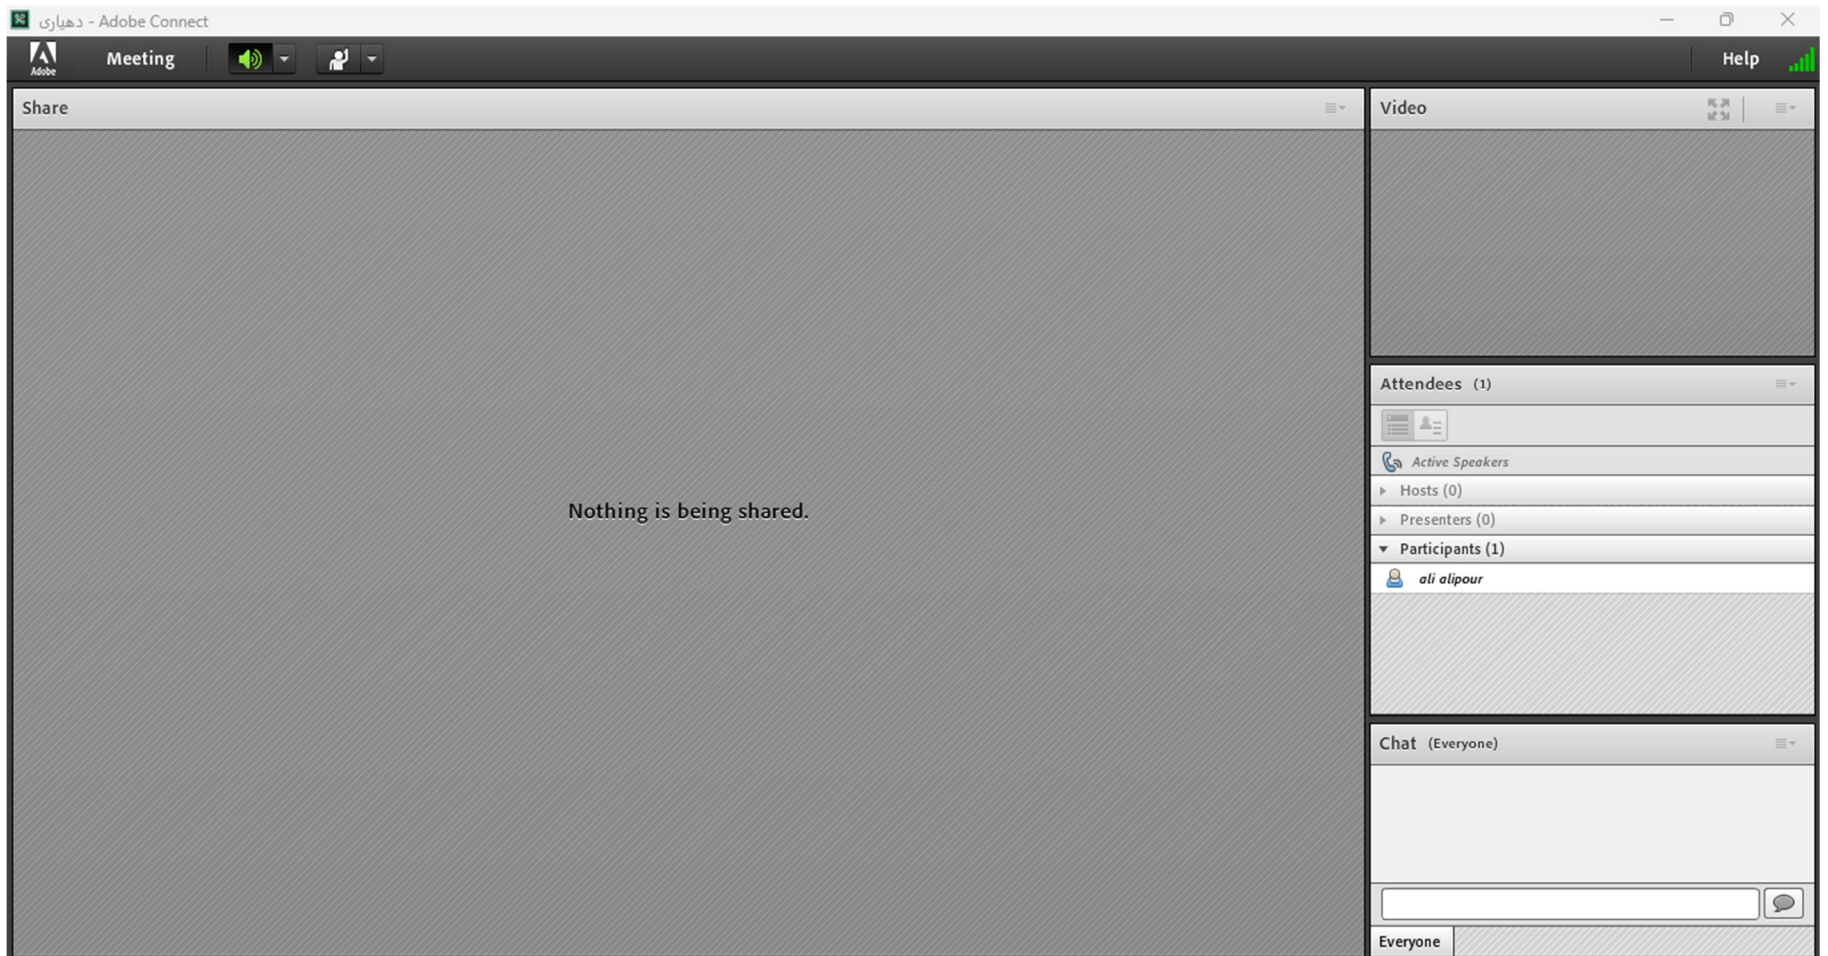 دهیاری - Adobe Connect
Adobe
Meeting
Help
Share
Nothing is being shared.
Video
Attendees (1)
Active Speakers
Hosts (0)
Presenters (0)
Participants (1)
ali alipour
Chat (Everyone)
Everyone